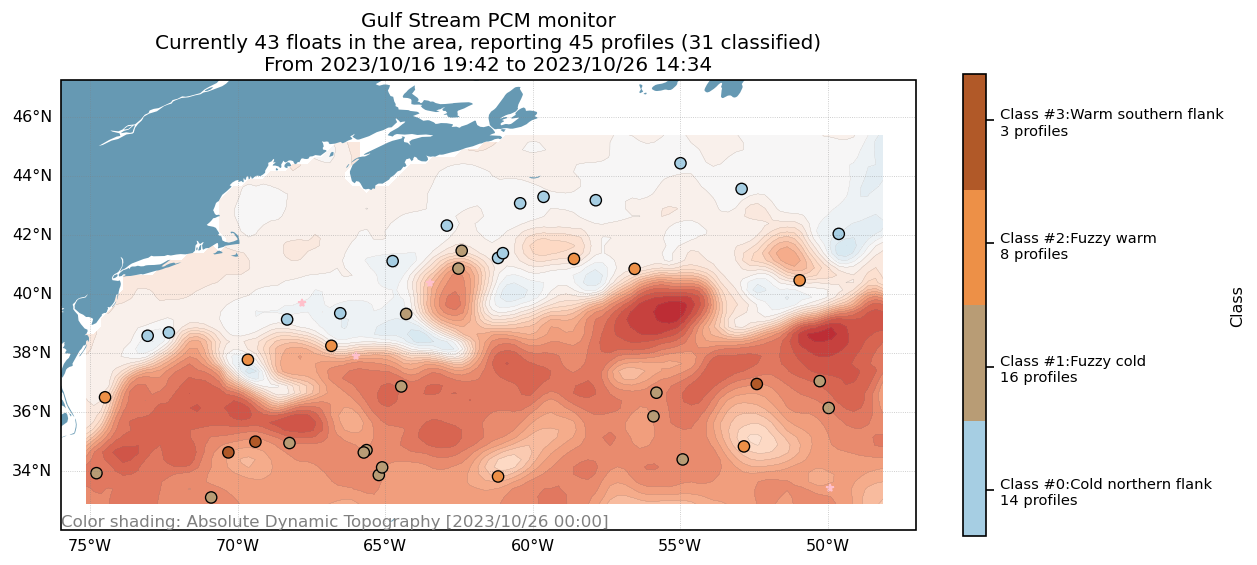 Gulf Stream PCM monitor
Currently 43 floats in the area, reporting 45 profiles (31 classified)
From 2023/10/16 19:42 to 2023/10/26 14:34
46°N
44°N
42°N
40°N
38°N
36°N
34°N
Color shading: Absolute Dynamic Topography [2023/10/26 00:00]
75°W
70°W
65°W
60°W
55°W
50°W
Class #3:Warm southern flank
3 profiles
Class #2:Fuzzy warm
8 profiles
Class #1:Fuzzy cold
16 profiles
Class #0:Cold northern flank
14 profiles
Class